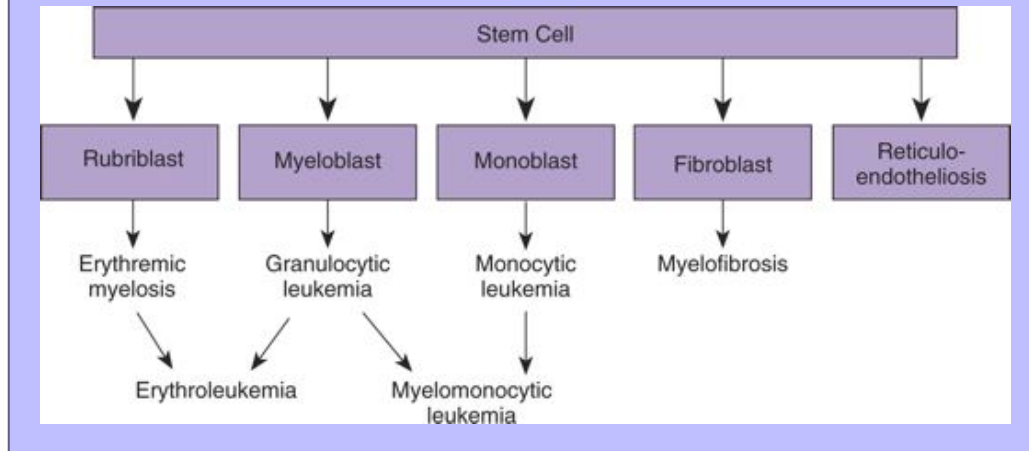 Stem Cell
Rubriblast
Myeloblast
Monoblast
Fibroblast
Reticulo-
endotheliosis
Erythremic
myelosis
Granulocytic
leukemia
Monocytic
leukemia
Myelofibrosis
Erythroleukemia
Myelomonocytic
leukemia